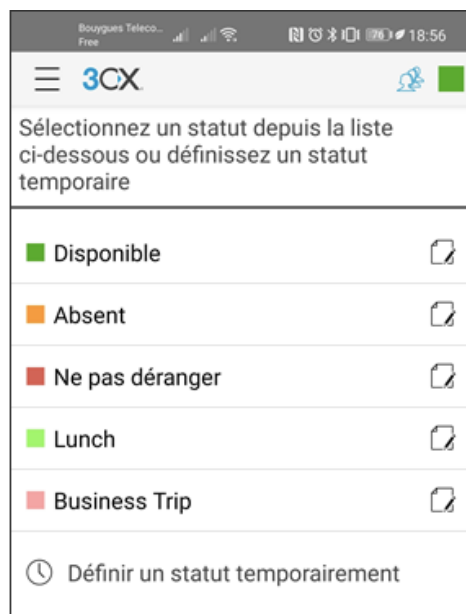 Bouygues Teleco...
Free
76 18:56
3CX
Sélectionnez un statut depuis la liste
ci-dessous ou définissez un statut
temporaire
Disponible
Absent
Ne pas déranger
Lunch
Business Trip
Définir un statut temporairement